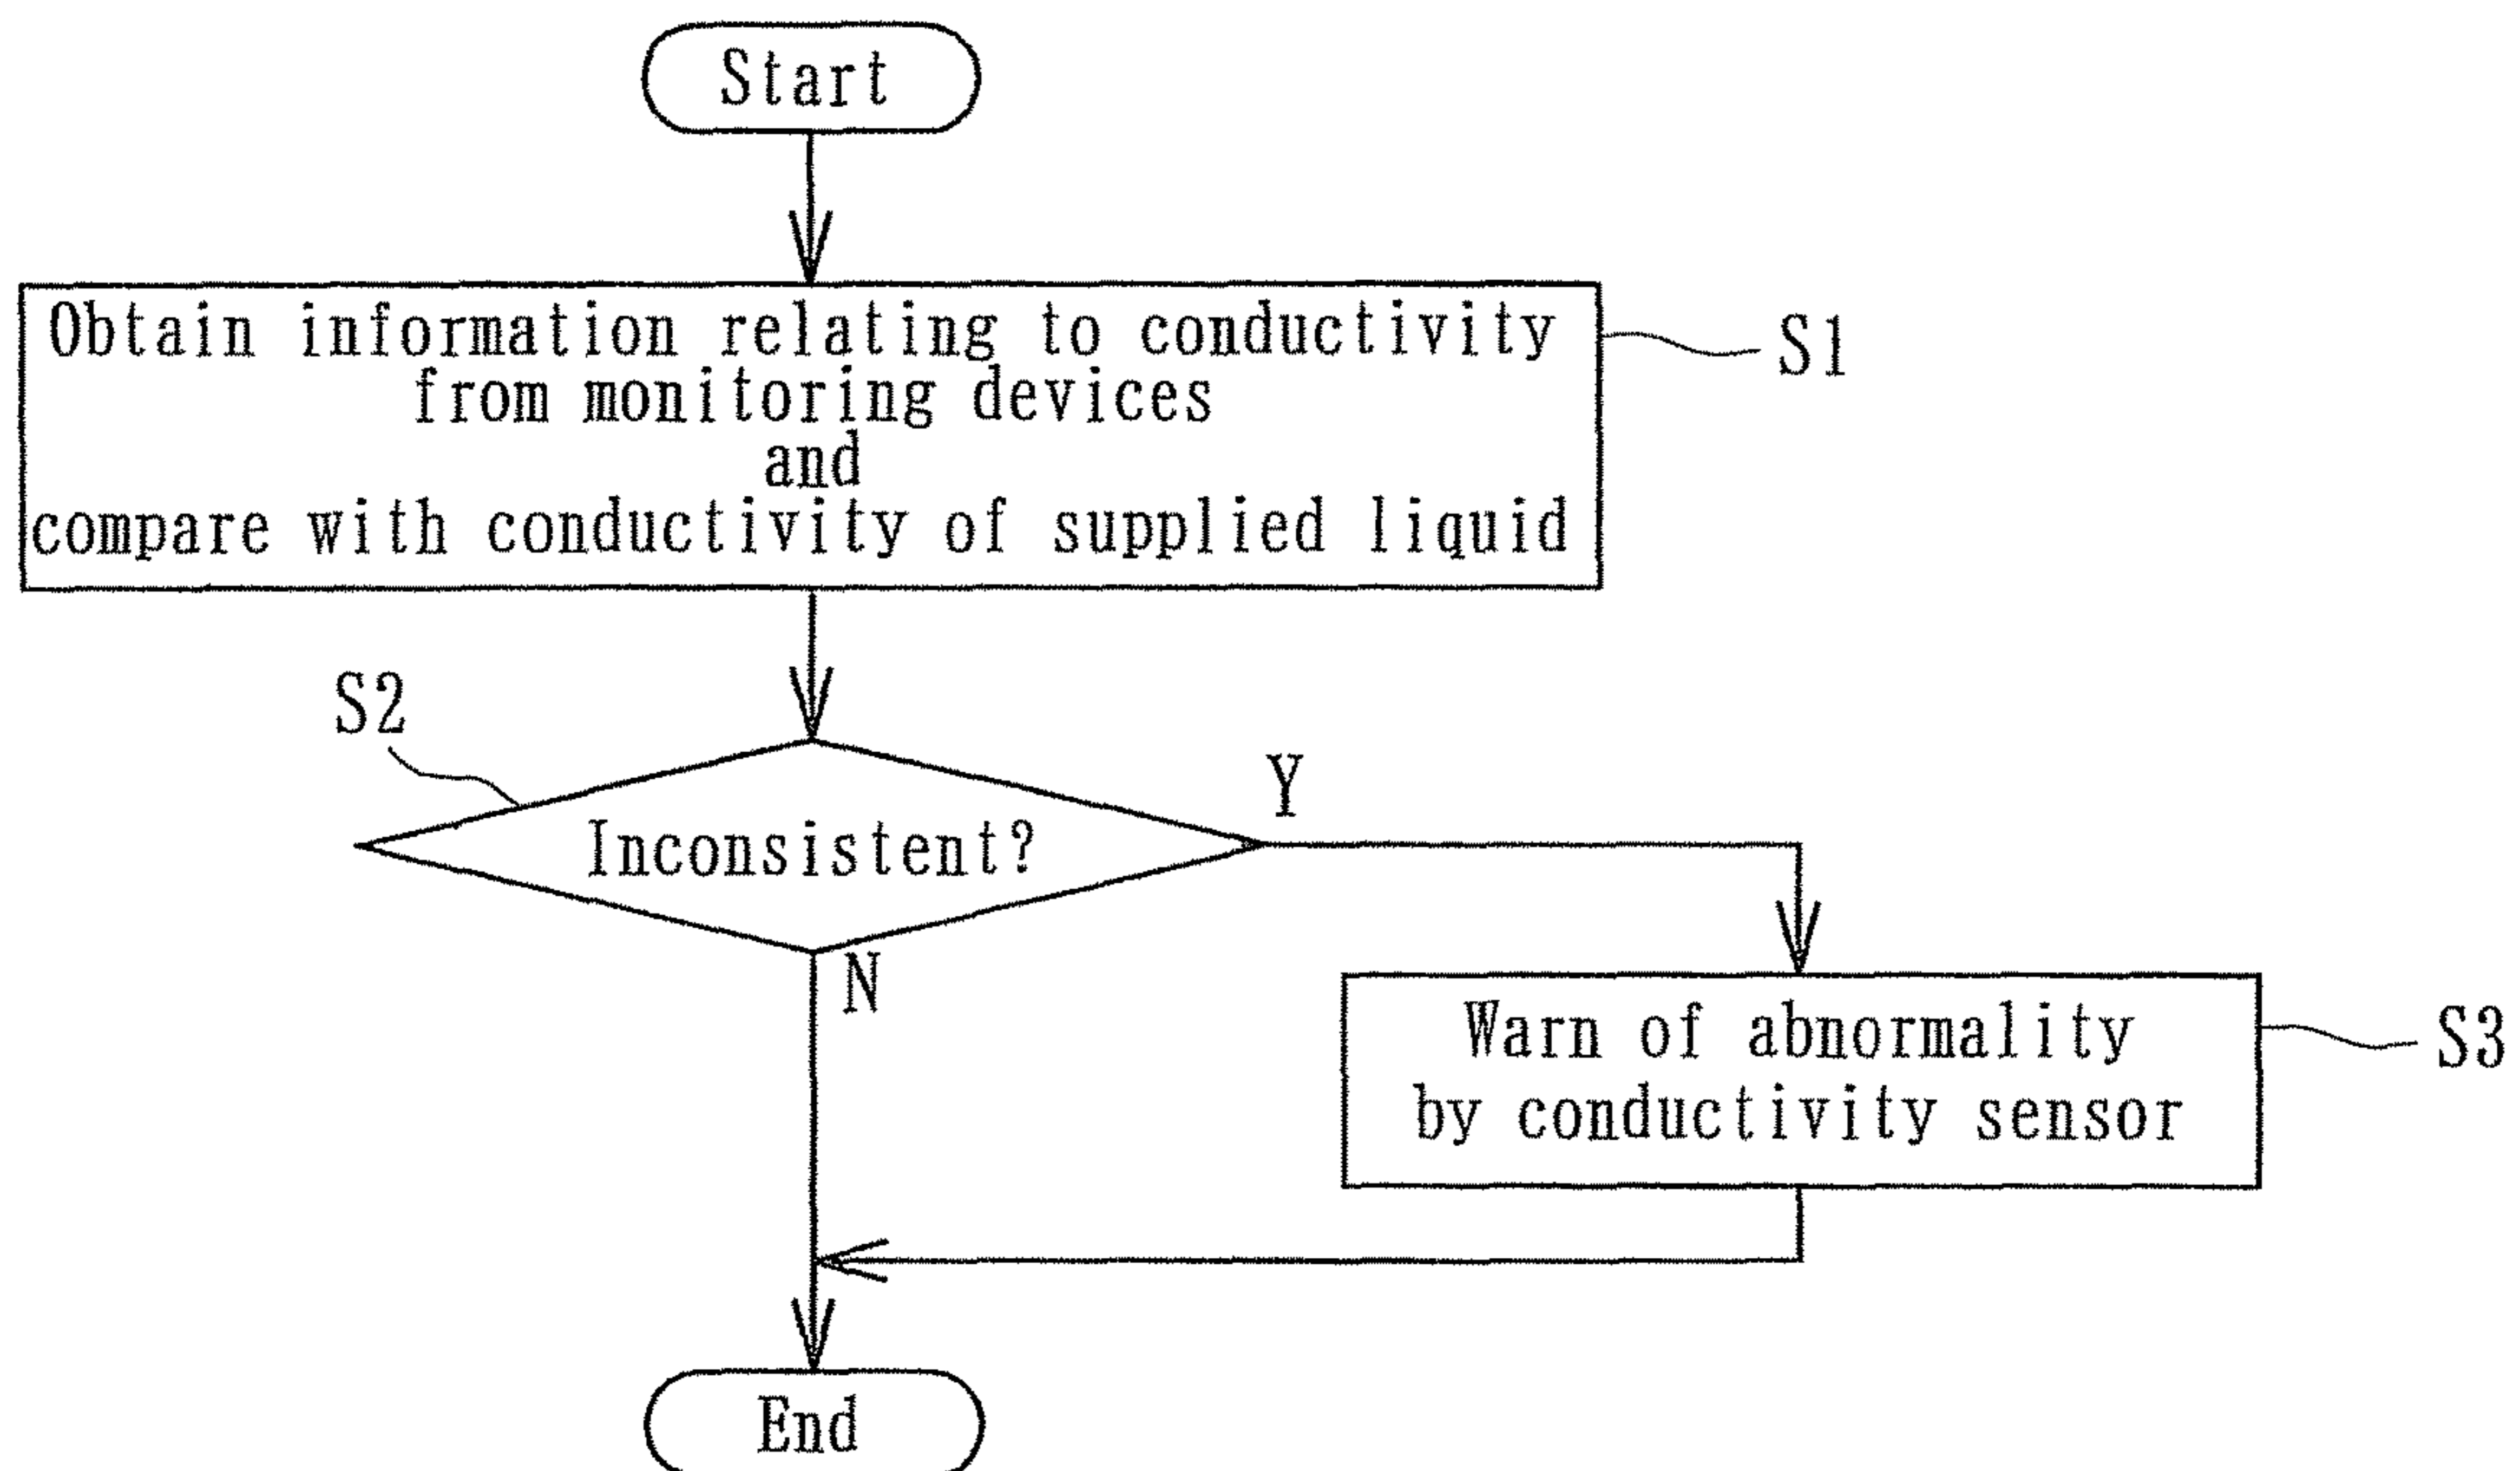 Start
Obtain information relating to conductivity
from monitoring devices
and
compare with conductivity of supplied liquid
S1
S2
Inconsistent?
Y
N
Warn of abnormality
by conductivity sensor
S3
End